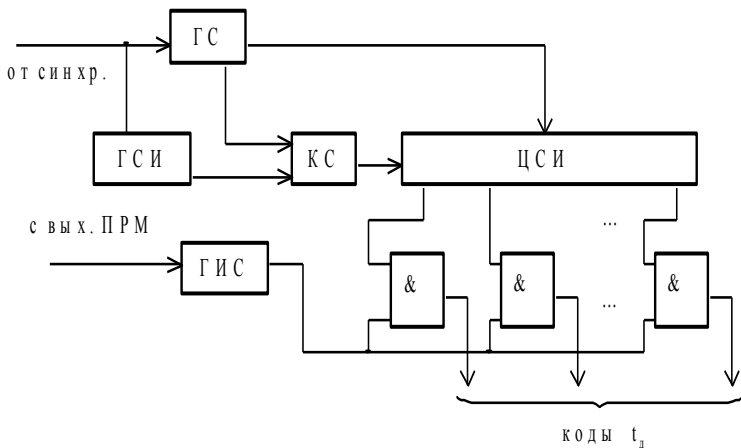 ГС
от синхр.
ГСИ
КС
ЦСИ
с вых. ПРМ
...
ГИС
&
&
...
&
коды tд